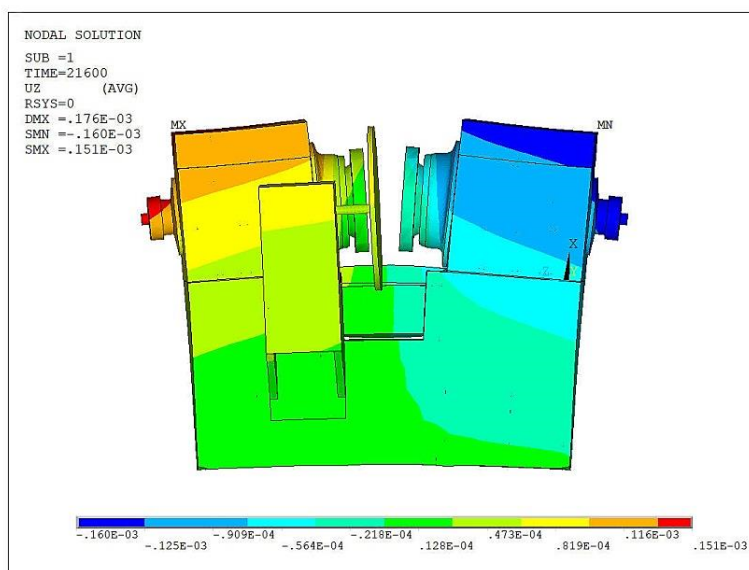 NODAL SOLUTION
SUB =1
TIME=21600
UZ (AVG)
RSYS=0
DMX =.176E-03
SMN =-.160E-03
SMX =.151E-03
MX
MN
X
Z
-.160E-03 -.909E-04 -.218E-04 .473E-04 .116E-03
-.125E-03 -.564E-04 .128E-04 .819E-04 .151E-03